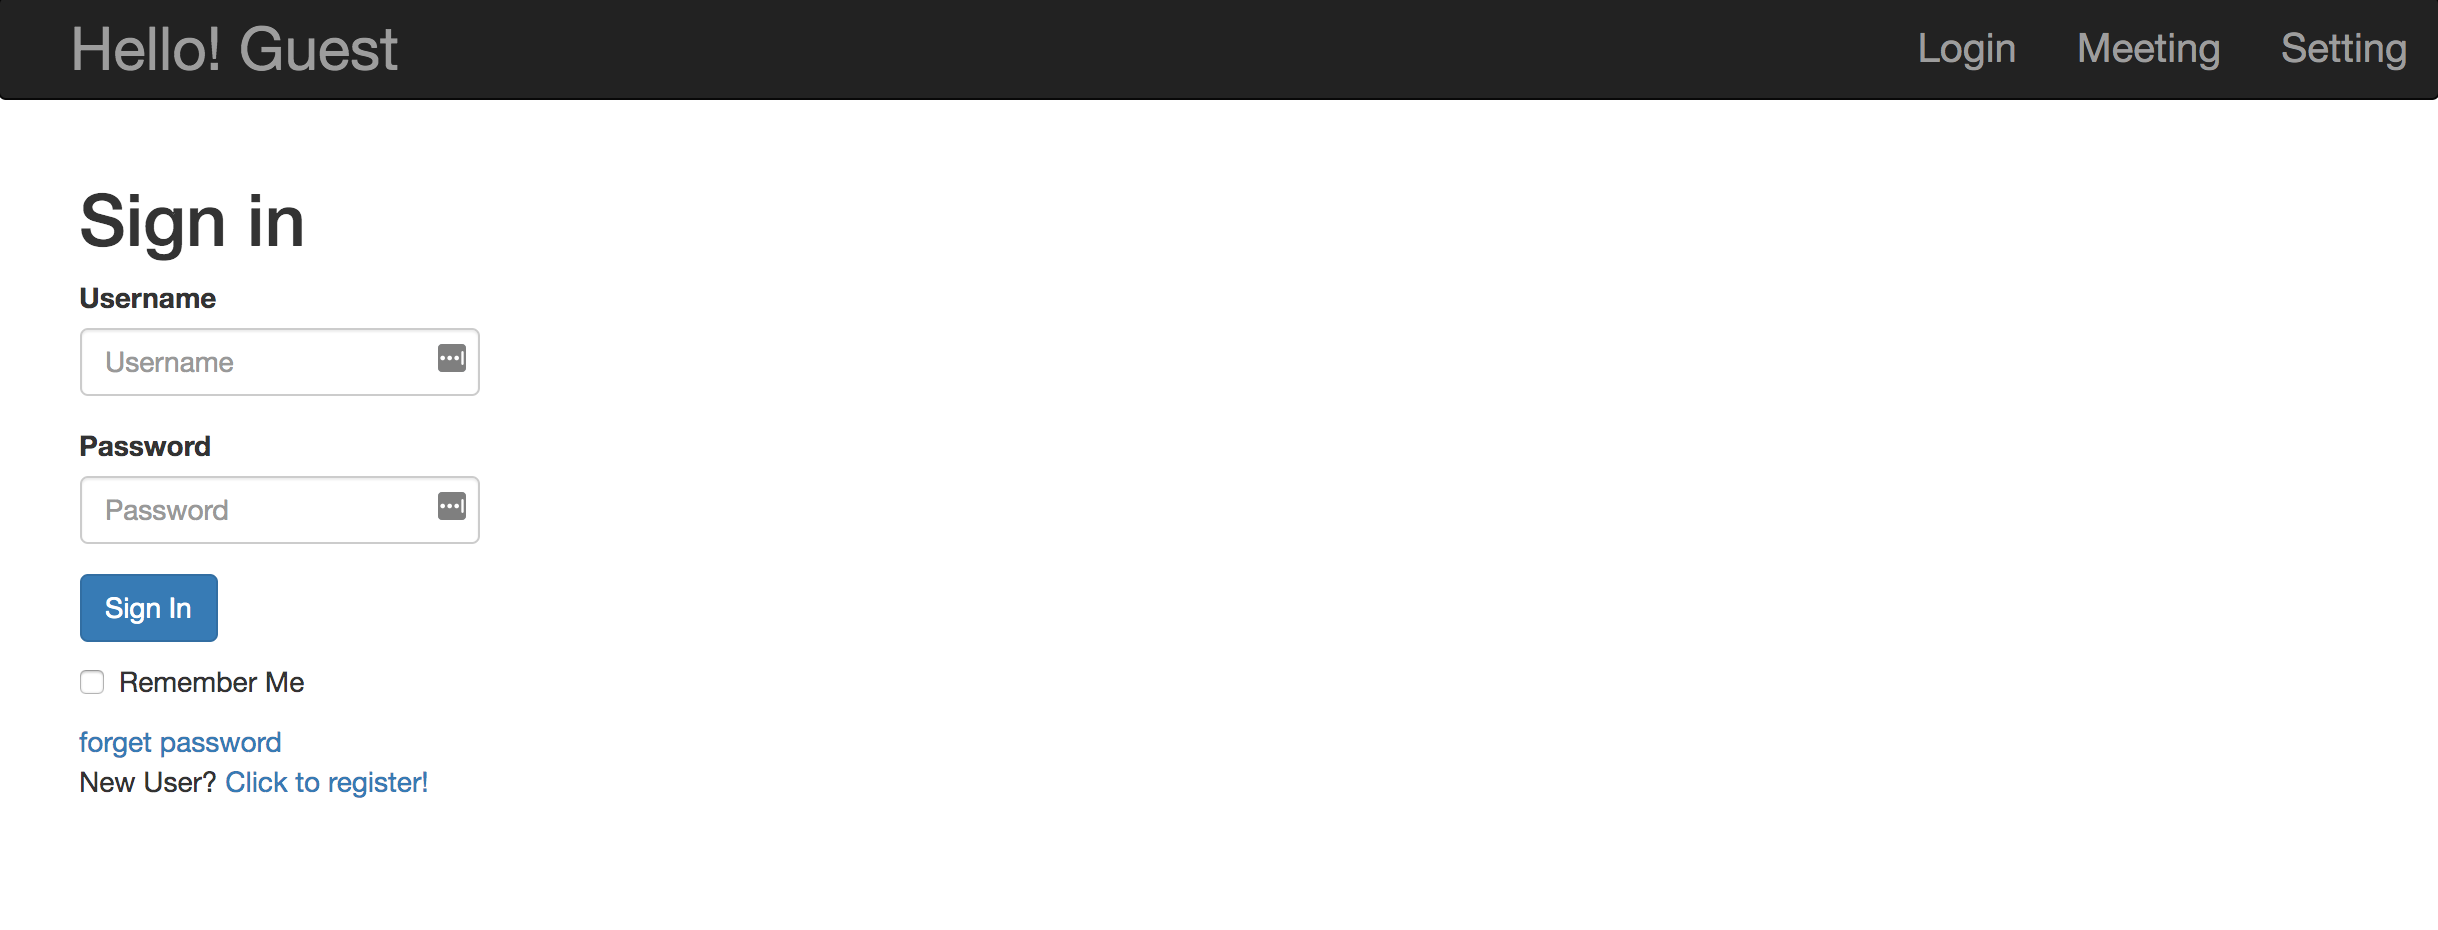 Hello! Guest Login Meeting Setting
Sign in
Username
Username
Password
Password
Sign In
Remember Me
forget password
New User? Click to register!